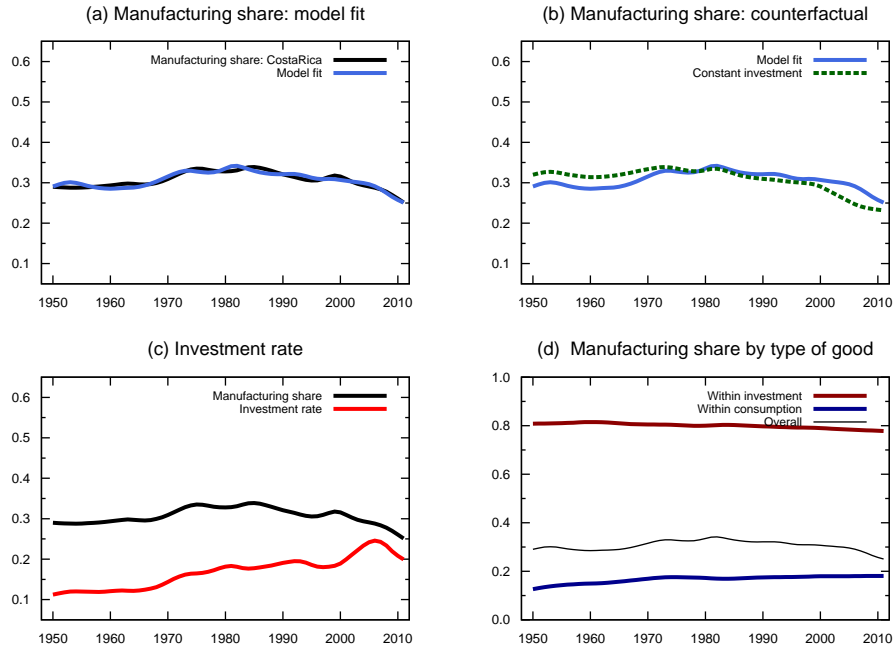 (a) Manufacturing share: model fit
Manufacturing share: CostaRica
Model fit
0.6
0.5
0.4
0.3
0.2
0.1
1950 1960 1970 1980 1990 2000 2010
(b) Manufacturing share: counterfactual
Model fit
Constant investment
0.6
0.5
0.4
0.3
0.2
0.1
1950 1960 1970 1980 1990 2000 2010
(c) Investment rate
Manufacturing share
Investment rate
0.6
0.5
0.4
0.3
0.2
0.1
1950 1960 1970 1980 1990 2000 2010
(d) Manufacturing share by type of good
Within investment
Within consumption
Overall
1.0
0.8
0.6
0.4
0.2
0.0
1950 1960 1970 1980 1990 2000 2010